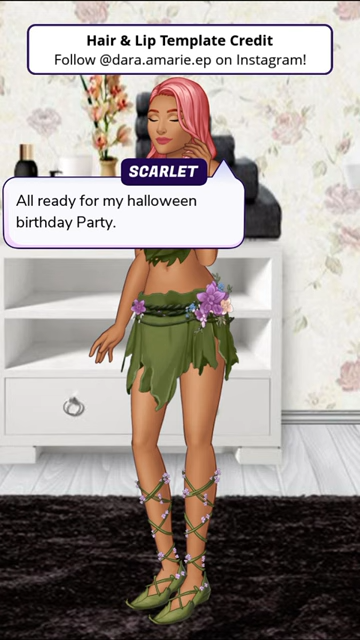 Hair & Lip Template Credit
Follow @dara.amarie.ep on Instagram!
SCARLET
All ready for my halloween
birthday Party.